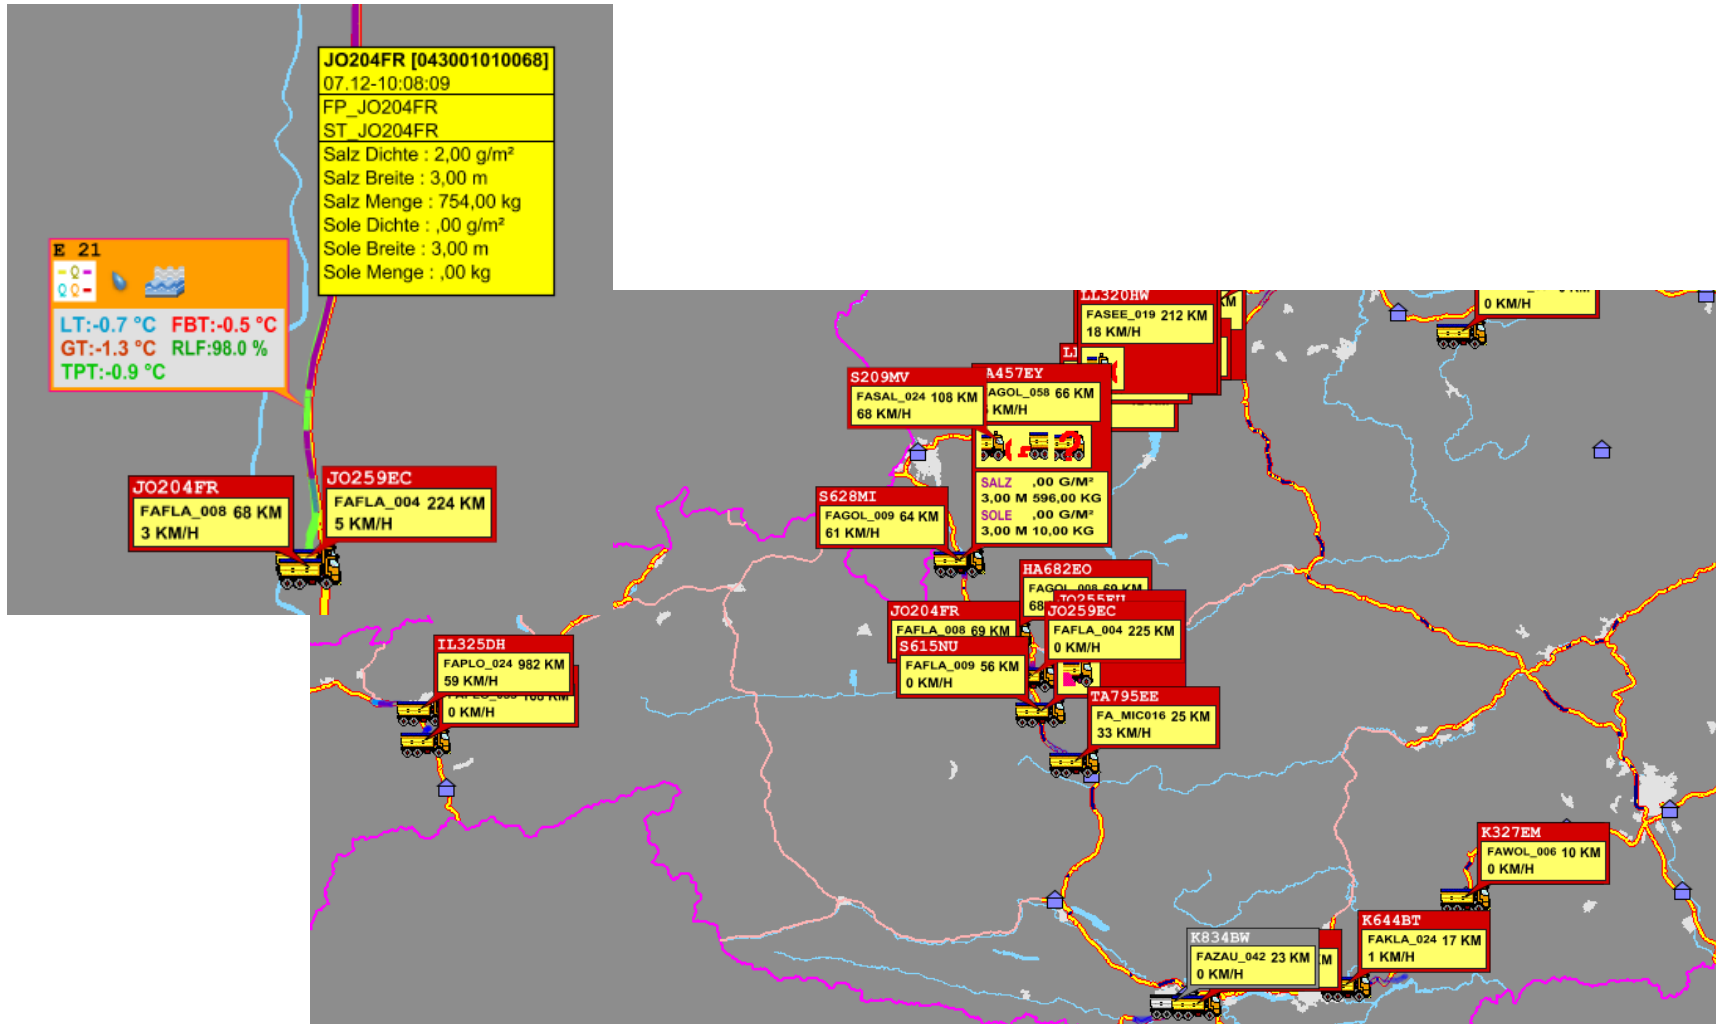 JO204FR [043001010068]
07.12-10:08:09
FP_JO204FR
ST_JO204FR
Salz Dichte : 2,00 g/m²
Salz Breite : 3,00 m
Salz Menge : 754,00 kg
Sole Dichte : ,00 g/m²
Sole Breite : 3,00 m
Sole Menge : ,00 kg
E 21
LT:-0.7 °C FBT:-0.5 °C
GT:-1.3 °C RLF:98.0 %
TPT:-0.9 °C
JO204FR
FAFLA_008 68 KM
3 KM/H
JO259EC
FAFLA_004 224 KM
5 KM/H
LL320HW
FASEE_019 212 KM
18 KM/H
KM
0 KM/H
S209MV
FASAL_024 108 KM
68 KM/H
A457EY
AGOL_058 66 KM
KM/H
SALZ ,00 G/M²
3,00 M 596,00 KG
SOLE ,00 G/M²
3,00 M 10,00 KG
S628MI
FAGOL_009 64 KM
61 KM/H
HA682EO
FAGOL_008 69 KM
68
JO255EU
JO204FR
FAFLA_008 69 KM
JO259EC
FAFLA_004 225 KM
0 KM/H
S615NU
FAFLA_009 56 KM
0 KM/H
TA795EE
FA_MIC016 25 KM
33 KM/H
IL325DH
FAPLO_024 982 KM
59 KM/H
0 KM/H
K327EM
FAWOL_006 10 KM
0 KM/H
K644BT
FAKLA_024 17 KM
1 KM/H
K834BW
FAZAU_042 23 KM
0 KM/H
KM